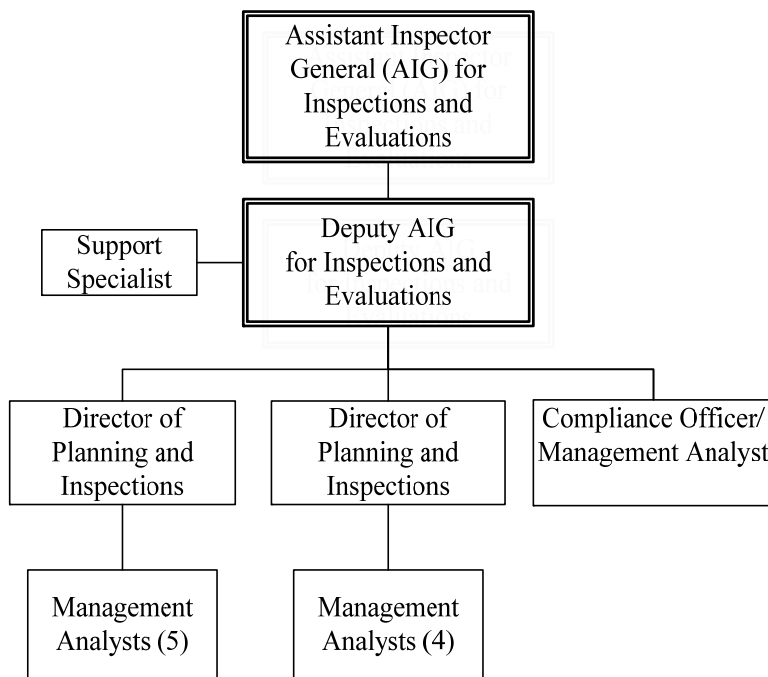 Assistant Inspector
General (AIG) for
Inspections and
Evaluations
Deputy AIG
for Inspections and
Evaluations
Support
Specialist
Director of
Planning and
Inspections
Director of
Planning and
Inspections
Compliance Officer/
Management Analyst
Management
Analysts (5)
Management
Analysts (4)